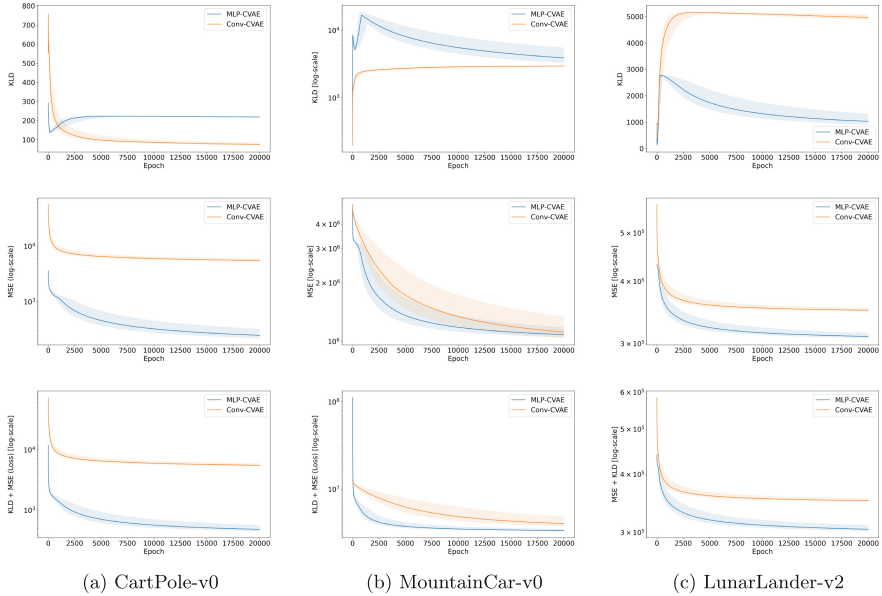 800
700
600
500
400
300
200
100
KLD
0 2500 5000 7500 10000 12500 15000 17500 20000
Epoch
MLP-CVAE
Conv-CVAE
10⁴
10³
KLD [log-scale]
0 2500 5000 7500 10000 12500 15000 17500 20000
Epoch
MLP-CVAE
Conv-CVAE
5000
4000
3000
2000
1000
0
KLD
0 2500 5000 7500 10000 12500 15000 17500 20000
Epoch
MLP-CVAE
Conv-CVAE
10⁴
10³
MSE (log-scale)
0 2500 5000 7500 10000 12500 15000 17500 20000
Epoch
MLP-CVAE
Conv-CVAE
4 × 10⁶
3 × 10⁶
2 × 10⁶
10⁶
MSE [log-scale]
0 2500 5000 7500 10000 12500 15000 17500 20000
Epoch
MLP-CVAE
Conv-CVAE
5 × 10⁵
4 × 10⁵
3 × 10⁵
MSE (log-scale)
0 2500 5000 7500 10000 12500 15000 17500 20000
Epoch
MLP-CVAE
Conv-CVAE
10⁴
10³
KLD + MSE (Loss) [log-scale]
0 2500 5000 7500 10000 12500 15000 17500 20000
Epoch
MLP-CVAE
Conv-CVAE
10⁸
10⁷
KLD + MSE (Loss) [log-scale]
0 2500 5000 7500 10000 12500 15000 17500 20000
Epoch
MLP-CVAE
Conv-CVAE
6 × 10⁵
5 × 10⁵
4 × 10⁵
3 × 10⁵
MSE + KLD [log-scale]
0 2500 5000 7500 10000 12500 15000 17500 20000
Epoch
MLP-CVAE
Conv-CVAE
(a) CartPole-v0
(b) MountainCar-v0
(c) LunarLander-v2